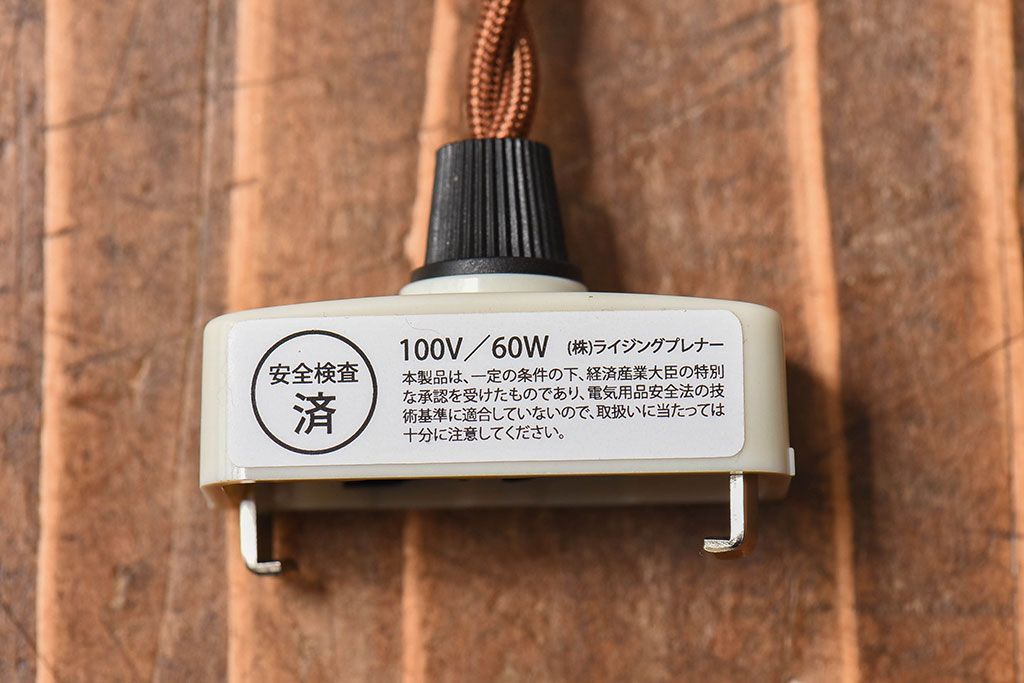 安全検査
済
100V／60W (株)ライジングプレナー
本製品は、一定の条件の下、経済産業大臣の特別
な承認を受けたものであり、電気用品安全法の技
術基準に適合していないので、取扱いに当たっては
十分に注意してください。